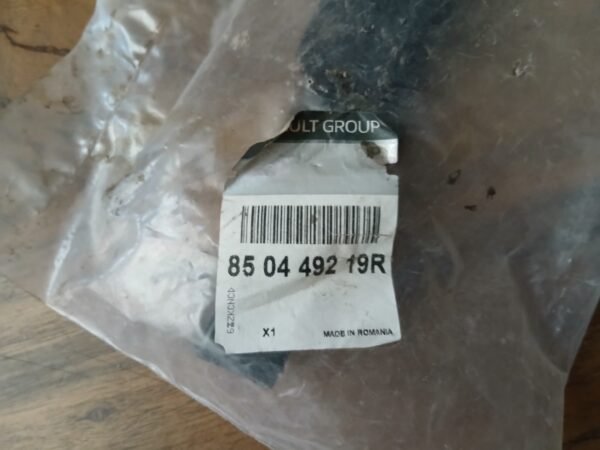 ULT GROUP
85 04 492 19R
X1
MADE IN ROMANIA